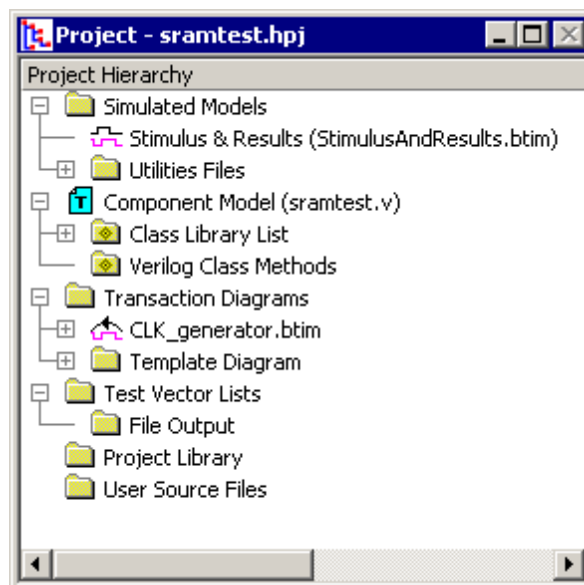 Project - sramtest.hpj
Project Hierarchy
Simulated Models
Stimulus & Results (StimulusAndResults.btim)
Utilities Files
Component Model (sramtest.v)
Class Library List
Verilog Class Methods
Transaction Diagrams
CLK_generator.btim
Template Diagram
Test Vector Lists
File Output
Project Library
User Source Files